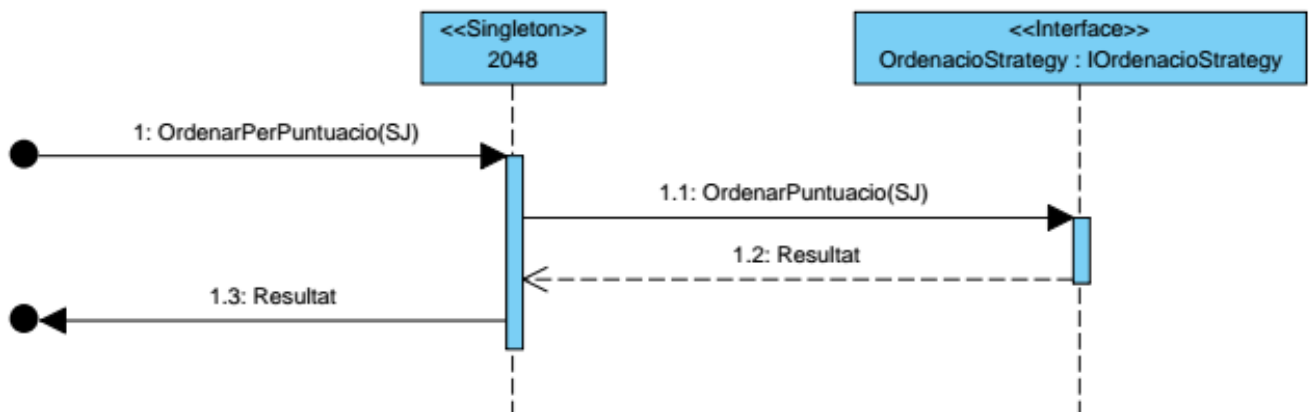 <<Singleton>>
2048
<<Interface>>
OrdenacioStrategy : IOrdenacioStrategy
1: OrdenarPerPuntuacio(SJ)
1.1: OrdenarPuntuacio(SJ)
1.2: Resultat
1.3: Resultat